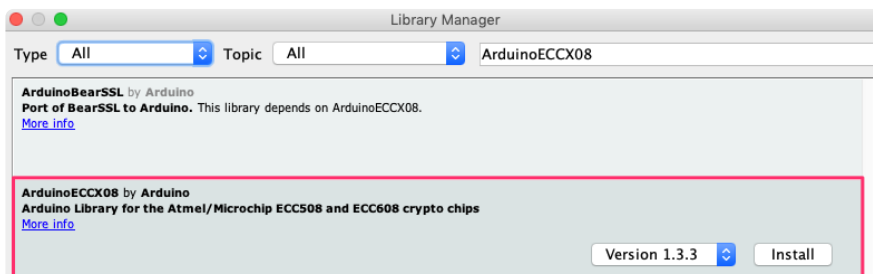 Library Manager
Type All Topic All ArduinoECCX08
ArduinoBearSSL by Arduino
Port of BearSSL to Arduino. This library depends on ArduinoECCX08.
More info
ArduinoECCX08 by Arduino
Arduino Library for the Atmel/Microchip ECC508 and ECC608 crypto chips
More info
Version 1.3.3 Install